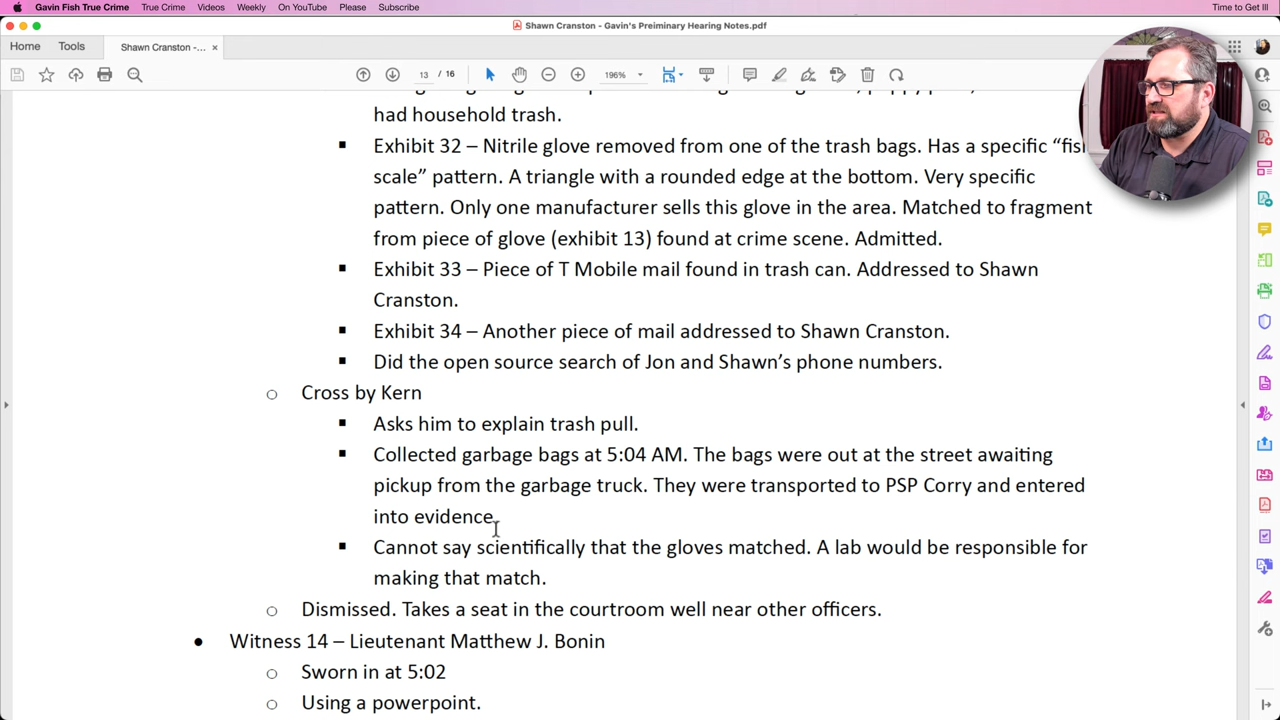 Gavin Fish True Crime True Crime Videos Weekly On YouTube Please Subscribe Time to Get Ill
Shawn Cranston - Gavin's Preiminary Hearing Notes.pdf
Home Tools Shawn Cranston -... ×
13 / 16 196%
had household trash.
▪ Exhibit 32 – Nitrile glove removed from one of the trash bags. Has a specific “fish
scale” pattern. A triangle with a rounded edge at the bottom. Very specific
pattern. Only one manufacturer sells this glove in the area. Matched to fragment
from piece of glove (exhibit 13) found at crime scene. Admitted.
▪ Exhibit 33 – Piece of T Mobile mail found in trash can. Addressed to Shawn
Cranston.
▪ Exhibit 34 – Another piece of mail addressed to Shawn Cranston.
▪ Did the open source search of Jon and Shawn’s phone numbers.
o Cross by Kern
▪ Asks him to explain trash pull.
▪ Collected garbage bags at 5:04 AM. The bags were out at the street awaiting
pickup from the garbage truck. They were transported to PSP Corry and entered
into evidence.
▪ Cannot say scientifically that the gloves matched. A lab would be responsible for
making that match.
o Dismissed. Takes a seat in the courtroom well near other officers.
• Witness 14 – Lieutenant Matthew J. Bonin
o Sworn in at 5:02
o Using a powerpoint.